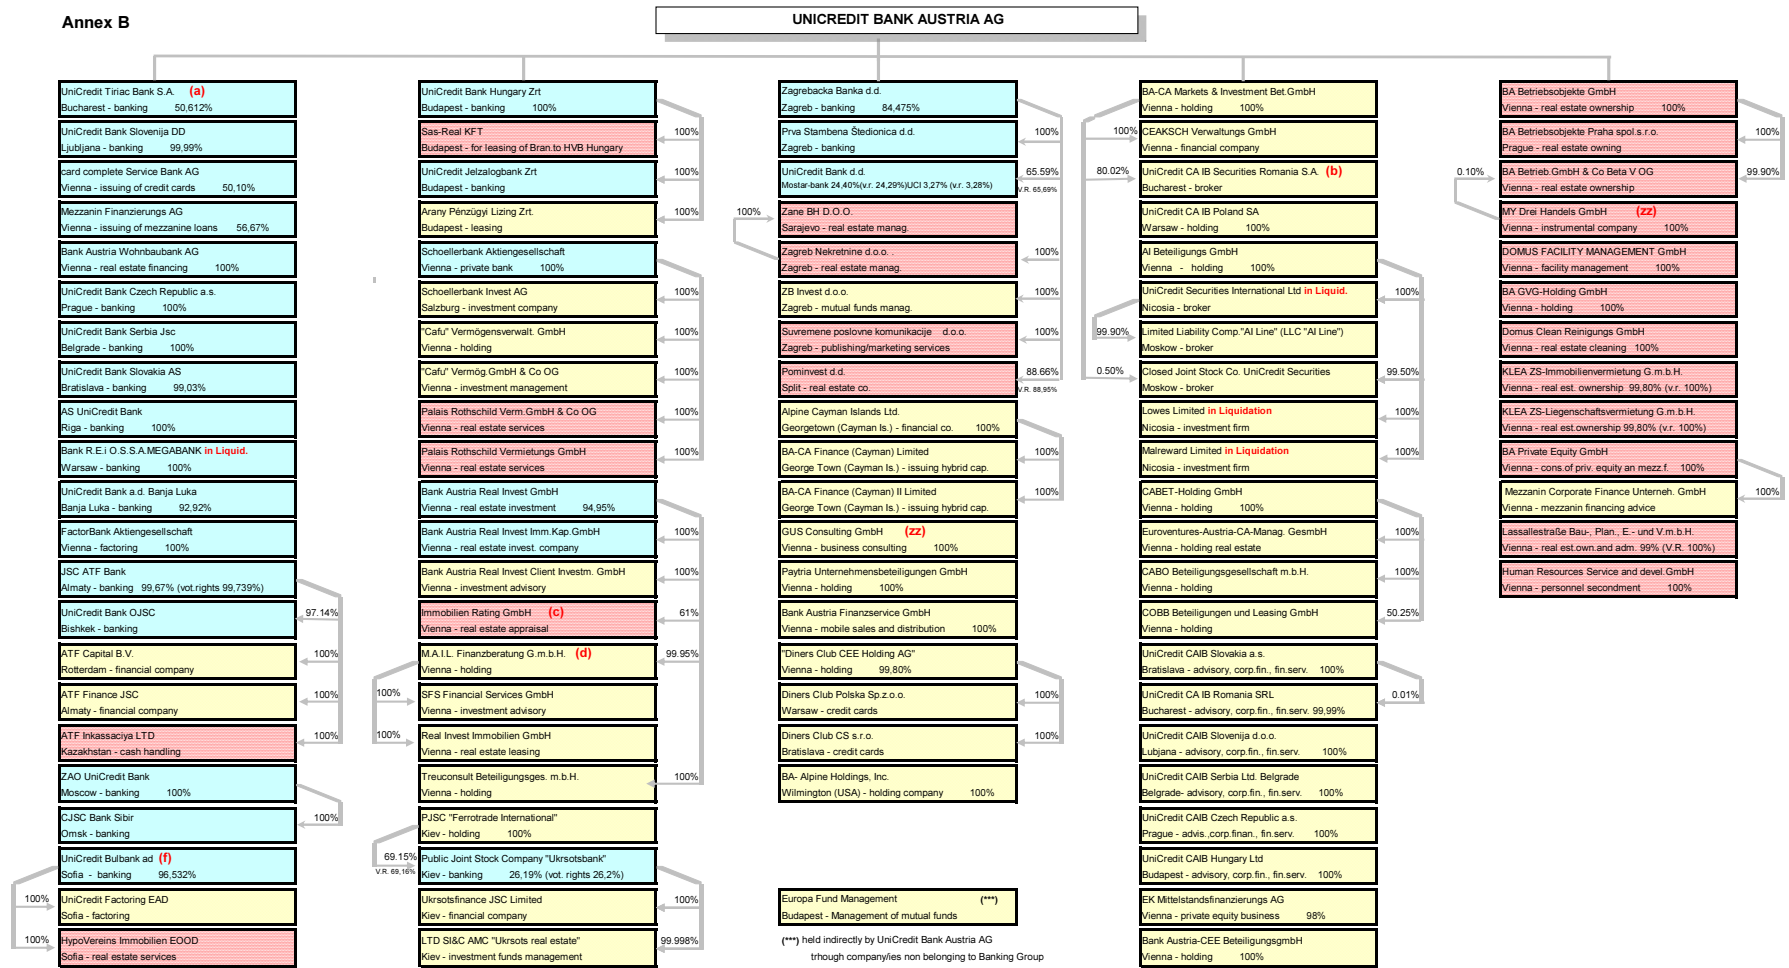 Annex B
UNICREDIT BANK AUSTRIA AG
UniCredit Tiriac Bank S.A. (a)
Bucharest - banking 50,612%
UniCredit Bank Slovenija DD
Ljubljana - banking 99,99%
card complete Service Bank AG
Vienna - issuing of credit cards 50,10%
Mezzanin Finanzierungs AG
Vienna - issuing of mezzanine loans 56,67%
Bank Austria Wohnbaubank AG
Vienna - real estate financing 100%
UniCredit Bank Czech Republic a.s.
Prague - banking 100%
UniCredit Bank Serbia Jsc
Belgrade - banking 100%
UniCredit Bank Slovakia AS
Bratislava - banking 99,03%
AS UniCredit Bank
Riga - banking 100%
Bank R.E.i O.S.S.A.MEGABANK in Liquid.
Warsaw - banking 100%
UniCredit Bank a.d. Banja Luka
Banja Luka - banking 92,92%
FactorBank Aktiengesellschaft
Vienna - factoring 100%
JSC ATF Bank
Almaty - banking 99,67% (vot.rights 99,739%)
UniCredit Bank OJSC
Bishkek - banking
97.14%
ATF Capital B.V.
Rotterdam - financial company
100%
ATF Finance JSC
Almaty - financial company
100%
ATF Inkassaciya LTD
Kazakhstan - cash handling
100%
ZAO UniCredit Bank
Moscow - banking 100%
CJSC Bank Sibir
Omsk - banking
100%
UniCredit Bulbank ad (f)
Sofia - banking 96,532%
100%
UniCredit Factoring EAD
Sofia - factoring
100%
HypoVereins Immobilien EOOD
Sofia - real estate services
UniCredit Bank Hungary Zrt
Budapest - banking 100%
Sas-Real KFT
Budapest - for leasing of Bran.to HVB Hungary
100%
UniCredit Jelzalogbank Zrt
Budapest - banking
100%
Arany Pénzügyi Lizing Zrt.
Budapest - leasing
100%
Schoellerbank Aktiengesellschaft
Vienna - private bank 100%
Schoellerbank Invest AG
Salzburg - investment company
100%
"Cafu" Vermögensverwalt. GmbH
Vienna - holding
100%
"Cafu" Vermög.GmbH & Co OG
Vienna - investment management
100%
Palais Rothschild Verm.GmbH & Co OG
Vienna - real estate services
100%
Palais Rothschild Vermietungs GmbH
Vienna - real estate services
100%
Bank Austria Real Invest GmbH
Vienna - real estate investment 94,95%
Bank Austria Real Invest Imm.Kap.GmbH
Vienna - real estate invest. company
100%
Bank Austria Real Invest Client Investm. GmbH
Vienna - investment advisory
100%
Immobilien Rating GmbH (c)
Vienna - real estate appraisal
61%
M.A.I.L. Finanzberatung G.m.b.H. (d)
Vienna - holding
99.95%
100%
SFS Financial Services GmbH
Vienna - investment advisory
100%
Real Invest Immobilien GmbH
Vienna - real estate leasing
Treuconsult Beteiligungsges. m.b.H.
Vienna - holding
100%
PJSC "Ferrotrade International"
Kiev - holding 100%
69.15%
V.R. 69,16%
Public Joint Stock Company "Ukrsotsbank"
Kiev - banking 26,19% (vot. rights 26,2%)
Ukrsotsfinance JSC Limited
Kiev - financial company
100%
LTD SI&C AMC "Ukrsots real estate"
Kiev - investment funds management
99.998%
Zagrebacka Banka d.d.
Zagreb - banking 84,475%
Prva Stambena Štedionica d.d.
Zagreb - banking
100%
UniCredit Bank d.d.
Mostar-bank 24,40%(v.r. 24,29%)UCI 3,27% (v.r. 3,28%)
65.59%
V.R. 65,69%
100%
Zane BH D.O.O.
Sarajevo - real estate manag.
Zagreb Nekretnine d.o.o. .
Zagreb - real estate manag.
100%
ZB Invest d.o.o.
Zagreb - mutual funds manag.
100%
Suvremene poslovne komunikacije d.o.o.
Zagreb - publishing/marketing services
100%
Pominvest d.d.
Split - real estate co.
88.66%
V.R. 88,95%
Alpine Cayman Islands Ltd.
Georgetown (Cayman Is.) - financial co. 100%
BA-CA Finance (Cayman) Limited
George Town (Cayman Is.) - issuing hybrid cap.
100%
BA-CA Finance (Cayman) II Limited
George Town (Cayman Is.) - issuing hybrid cap.
100%
GUS Consulting GmbH (zz)
Vienna - business consulting 100%
Paytria Unternehmensbeteiligungen GmbH
Vienna - holding 100%
Bank Austria Finanzservice GmbH
Vienna - mobile sales and distribution 100%
"Diners Club CEE Holding AG"
Vienna - holding 99,80%
Diners Club Polska Sp.z.o.o.
Warsaw - credit cards
100%
Diners Club CS s.r.o.
Bratislava - credit cards
100%
BA- Alpine Holdings, Inc.
Wilmington (USA) - holding company 100%
Europa Fund Management (***)
Budapest - Management of mutual funds
(***) held indirectly by UniCredit Bank Austria AG
trhough company/ies non belonging to Banking Group
BA-CA Markets & Investment Bet.GmbH
Vienna - holding 100%
100%
CEAKSCH Verwaltungs GmbH
Vienna - financial company
80.02%
UniCredit CA IB Securities Romania S.A. (b)
Bucharest - broker
UniCredit CA IB Poland SA
Warsaw - holding 100%
AI Beteiligungs GmbH
Vienna - holding 100%
UniCredit Securities International Ltd in Liquid.
Nicosia - broker
100%
99.90%
Limited Liability Comp."AI Line" (LLC "AI Line")
Moskow - broker
0.50%
Closed Joint Stock Co. UniCredit Securities
Moskow - broker
99.50%
Lowes Limited in Liquidation
Nicosia - investment firm
100%
Malreward Limited in Liquidation
Nicosia - investment firm
100%
CABET-Holding GmbH
Vienna - holding 100%
Euroventures-Austria-CA-Manag. GesmbH
Vienna - holding real estate
100%
CABO Beteiligungsgesellschaft m.b.H.
Vienna - holding
100%
COBB Beteiligungen und Leasing GmbH
Vienna - holding
50.25%
UniCredit CAIB Slovakia a.s.
Bratislava - advisory, corp.fin., fin.serv. 100%
UniCredit CA IB Romania SRL
Bucharest - advisory, corp.fin., fin.serv. 99,99%
0.01%
UniCredit CAIB Slovenija d.o.o.
Lubjana - advisory, corp.fin., fin.serv. 100%
UniCredit CAIB Serbia Ltd. Belgrade
Belgrade- advisory, corp.fin., fin.serv. 100%
UniCredit CAIB Czech Republic a.s.
Prague - advis.,corp.finan., fin.serv. 100%
UniCredit CAIB Hungary Ltd
Budapest - advisory, corp.fin., fin.serv. 100%
EK Mittelstandsfinanzierungs AG
Vienna - private equity business 98%
Bank Austria-CEE BeteiligungsgmbH
Vienna - holding 100%
BA Betriebsobjekte GmbH
Vienna - real estate ownership 100%
BA Betriebsobjekte Praha spol.s.r.o.
Prague - real estate owning
100%
0.10%
BA Betrieb.GmbH & Co Beta V OG
Vienna - real estate ownership
99.90%
MY Drei Handels GmbH (zz)
Vienna - instrumental company 100%
DOMUS FACILITY MANAGEMENT GmbH
Vienna - facility management 100%
BA GVG-Holding GmbH
Vienna - holding 100%
Domus Clean Reinigungs GmbH
Vienna - real estate cleaning 100%
KLEA ZS-Immobilienvermietung G.m.b.H.
Vienna - real est. ownership 99,80% (v.r. 100%)
KLEA ZS-Liegenschaftsvermietung G.m.b.H.
Vienna - real est.ownership 99,80% (v.r. 100%)
BA Private Equity GmbH
Vienna - cons.of priv. equity an mezz.f. 100%
Mezzanin Corporate Finance Unterneh. GmbH
Vienna - mezzanin financing advice
100%
Lassallestraße Bau-, Plan., E.- und V.m.b.H.
Vienna - real est.own.and adm. 99% (V.R. 100%)
Human Resources Service and devel.GmbH
Vienna - personnel secondment 100%